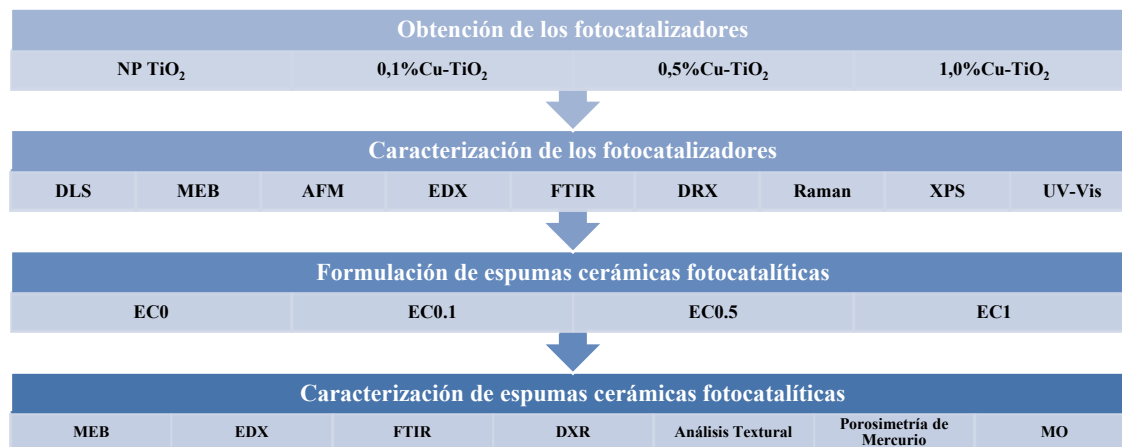 Obtención de los fotocatalizadores
NP TiO₂ 0,1%Cu-TiO₂ 0,5%Cu-TiO₂ 1,0%Cu-TiO₂
Caracterización de los fotocatalizadores
DLS MEB AFM EDX FTIR DRX Raman XPS UV-Vis
Formulación de espumas cerámicas fotocatalíticas
EC0 EC0.1 EC0.5 EC1
Caracterización de espumas cerámicas fotocatalíticas
MEB EDX FTIR DXR Análisis Textural Porosimetría de Mercurio MO